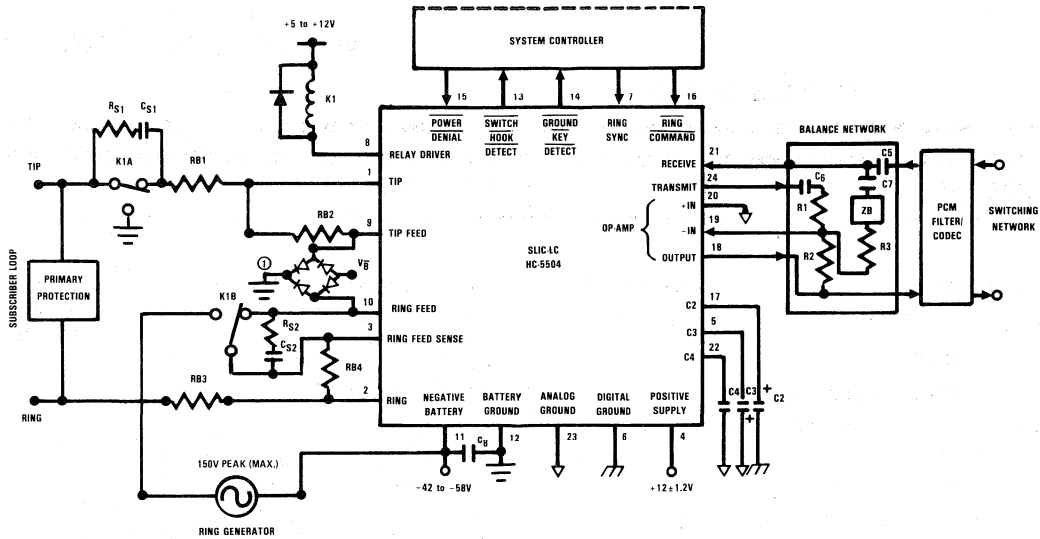 +5 to +12V
SYSTEM CONTROLLER
K1
RS1
CS1
15
13
14
7
16
POWER
DENIAL
SWITCH
HOOK
DETECT
GROUND
KEY
DETECT
RING
SYNC
RING
COMMAND
BALANCE NETWORK
8
RELAY DRIVER
RECEIVE
21
C5
TIP
K1A
RB1
1
TIP
TRANSMIT
24
C6
C7
+IN
20
R1
ZB
PCM
FILTER/
CODEC
SWITCHING
NETWORK
RB2
9
TIP FEED
OP-AMP
-IN
19
OUTPUT
18
R2
R3
SLIC-LC
HC-5504
1
VB̅
SUBSCRIBER LOOP
PRIMARY
PROTECTION
K1B
10
RING FEED
17
C2
RS2
CS2
3
RING FEED SENSE
5
C3
22
C4
RB3
RB4
2
RING
C4
C3
+
+
C2
RING
NEGATIVE
BATTERY
BATTERY
GROUND
ANALOG
GROUND
DIGITAL
GROUND
POSITIVE
SUPPLY
11
CB
12
23
6
4
150V PEAK (MAX.)
-42 to -58V
+12±1.2V
RING GENERATOR